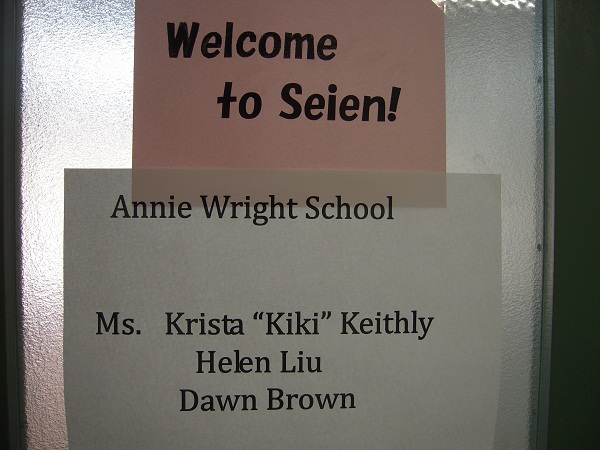 Welcome
to Seien!
Annie Wright School
Ms. Krista “Kiki” Keithly
Helen Liu
Dawn Brown